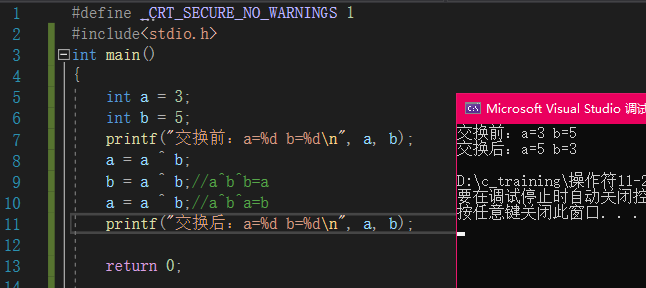 1 #define _CRT_SECURE_NO_WARNINGS 1
2 #include<stdio.h>
3 int main()
4 {
5 int a = 3;
6 int b = 5;
7 printf("交换前：a=%d b=%d\n", a, b);
8 a = a ^ b;
9 b = a ^ b;//a^b^b=a
10 a = a ^ b;//a^b^a=b
11 printf("交换后：a=%d b=%d\n", a, b);
12
13 return 0;
Microsoft Visual Studio 调试
交换前：a=3 b=5
交换后：a=5 b=3
D:\c_training\操作符11-2
要在调试停止时自动关闭控
按任意键关闭此窗口. . .